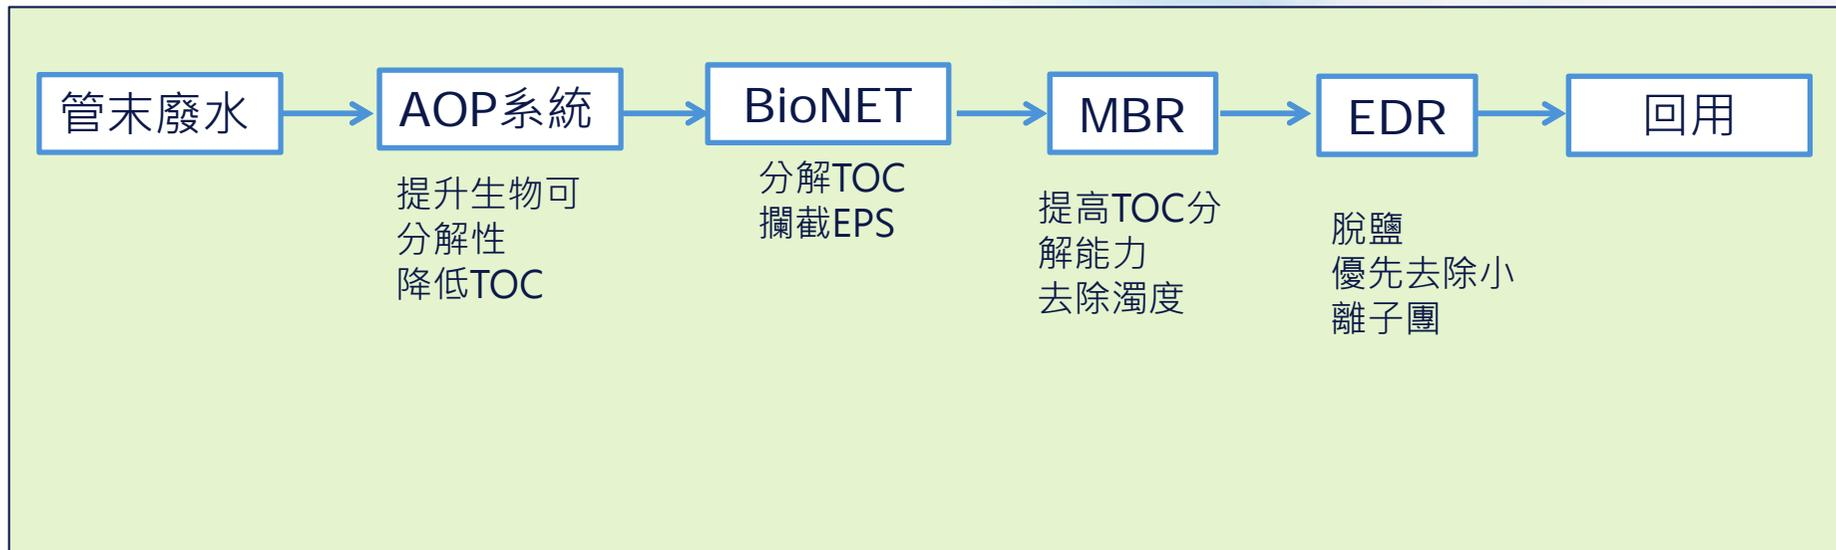 管末廢水
AOP系統
BioNET
MBR
EDR
回用
提升生物可
分解性
降低TOC
分解TOC
攔截EPS
提高TOC分
解能力
去除濁度
脫鹽
優先去除小
離子團